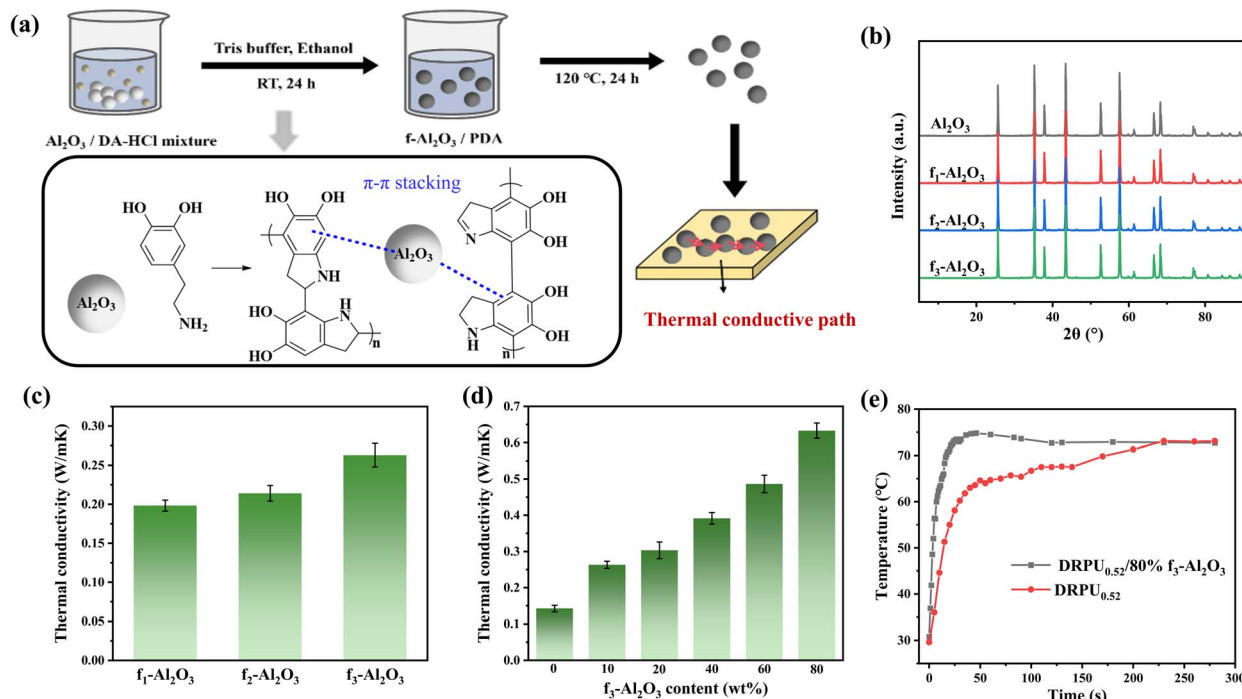 (a)
Tris buffer, Ethanol
RT, 24 h
120 °C, 24 h
Al₂O₃ / DA-HCl mixture
f-Al₂O₃ / PDA
π-π stacking
HO
OH
HO
Al₂O₃
NH₂
HO
OH
NH
H
N
HO
HO
n
Al₂O₃
N
OH
OH
OH
OH
N
H
n
Thermal conductive path
(b)
Intensity (a.u.)
Al₂O₃
f₁-Al₂O₃
f₂-Al₂O₃
f₃-Al₂O₃
20
40
60
80
2θ (°)
(c)
Thermal conductivity (W/mK)
0.30
0.25
0.20
0.15
0.10
0.05
0.00
f₁-Al₂O₃
f₂-Al₂O₃
f₃-Al₂O₃
(d)
Thermal conductivity (W/mK)
0.7
0.6
0.5
0.4
0.3
0.2
0.1
0.0
0
10
20
40
60
80
f₃-Al₂O₃ content (wt%)
(e)
Temperature (°C)
80
70
60
50
40
30
DRPU₀.₅₂/80% f₃-Al₂O₃
DRPU₀.₅₂
0
50
100
150
200
250
300
Time (s)